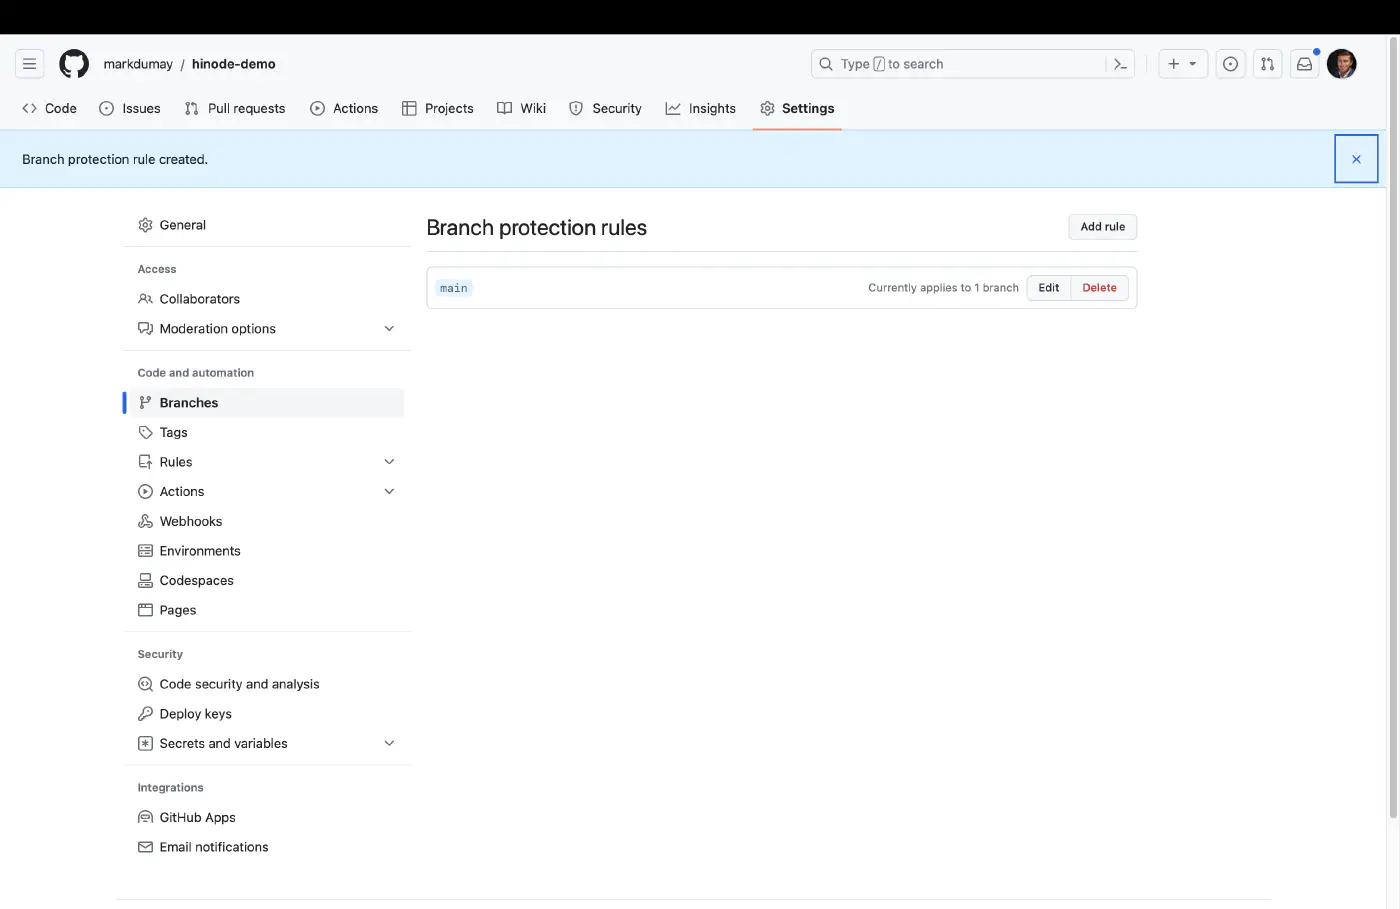 markdumay / hinode-demo
Type / to search
Code
Issues
Pull requests
Actions
Projects
Wiki
Security
Insights
Settings
Branch protection rule created.
General
Access
Collaborators
Moderation options
Code and automation
Branches
Tags
Rules
Actions
Webhooks
Environments
Codespaces
Pages
Security
Code security and analysis
Deploy keys
Secrets and variables
Integrations
GitHub Apps
Email notifications
Branch protection rules
Add rule
main
Currently applies to 1 branch
Edit
Delete